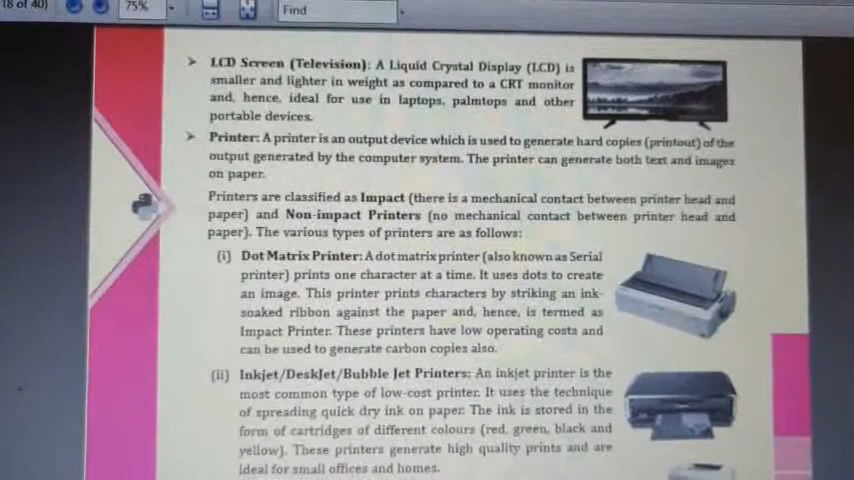 18 of 40)
75%
Find
➤ LCD Screen (Television): A Liquid Crystal Display (LCD) is
smaller and lighter in weight as compared to a CRT monitor
and, hence, ideal for use in laptops, palmtops and other
portable devices.
➤ Printer: A printer is an output device which is used to generate hard copies (printout) of the
output generated by the computer system. The printer can generate both text and images
on paper.
Printers are classified as Impact (there is a mechanical contact between printer head and
paper) and Non-impact Printers (no mechanical contact between printer head and
paper). The various types of printers are as follows:
(i) Dot Matrix Printer: A dot matrix printer (also known as Serial
printer) prints one character at a time. It uses dots to create
an image. This printer prints characters by striking an ink-
soaked ribbon against the paper and, hence, is termed as
Impact Printer. These printers have low operating costs and
can be used to generate carbon copies also.
(ii) Inkjet/DeskJet/Bubble Jet Printers: An inkjet printer is the
most common type of low-cost printer. It uses the technique
of spreading quick dry ink on paper. The ink is stored in the
form of cartridges of different colours (red, green, black and
yellow). These printers generate high quality prints and are
ideal for small offices and homes.